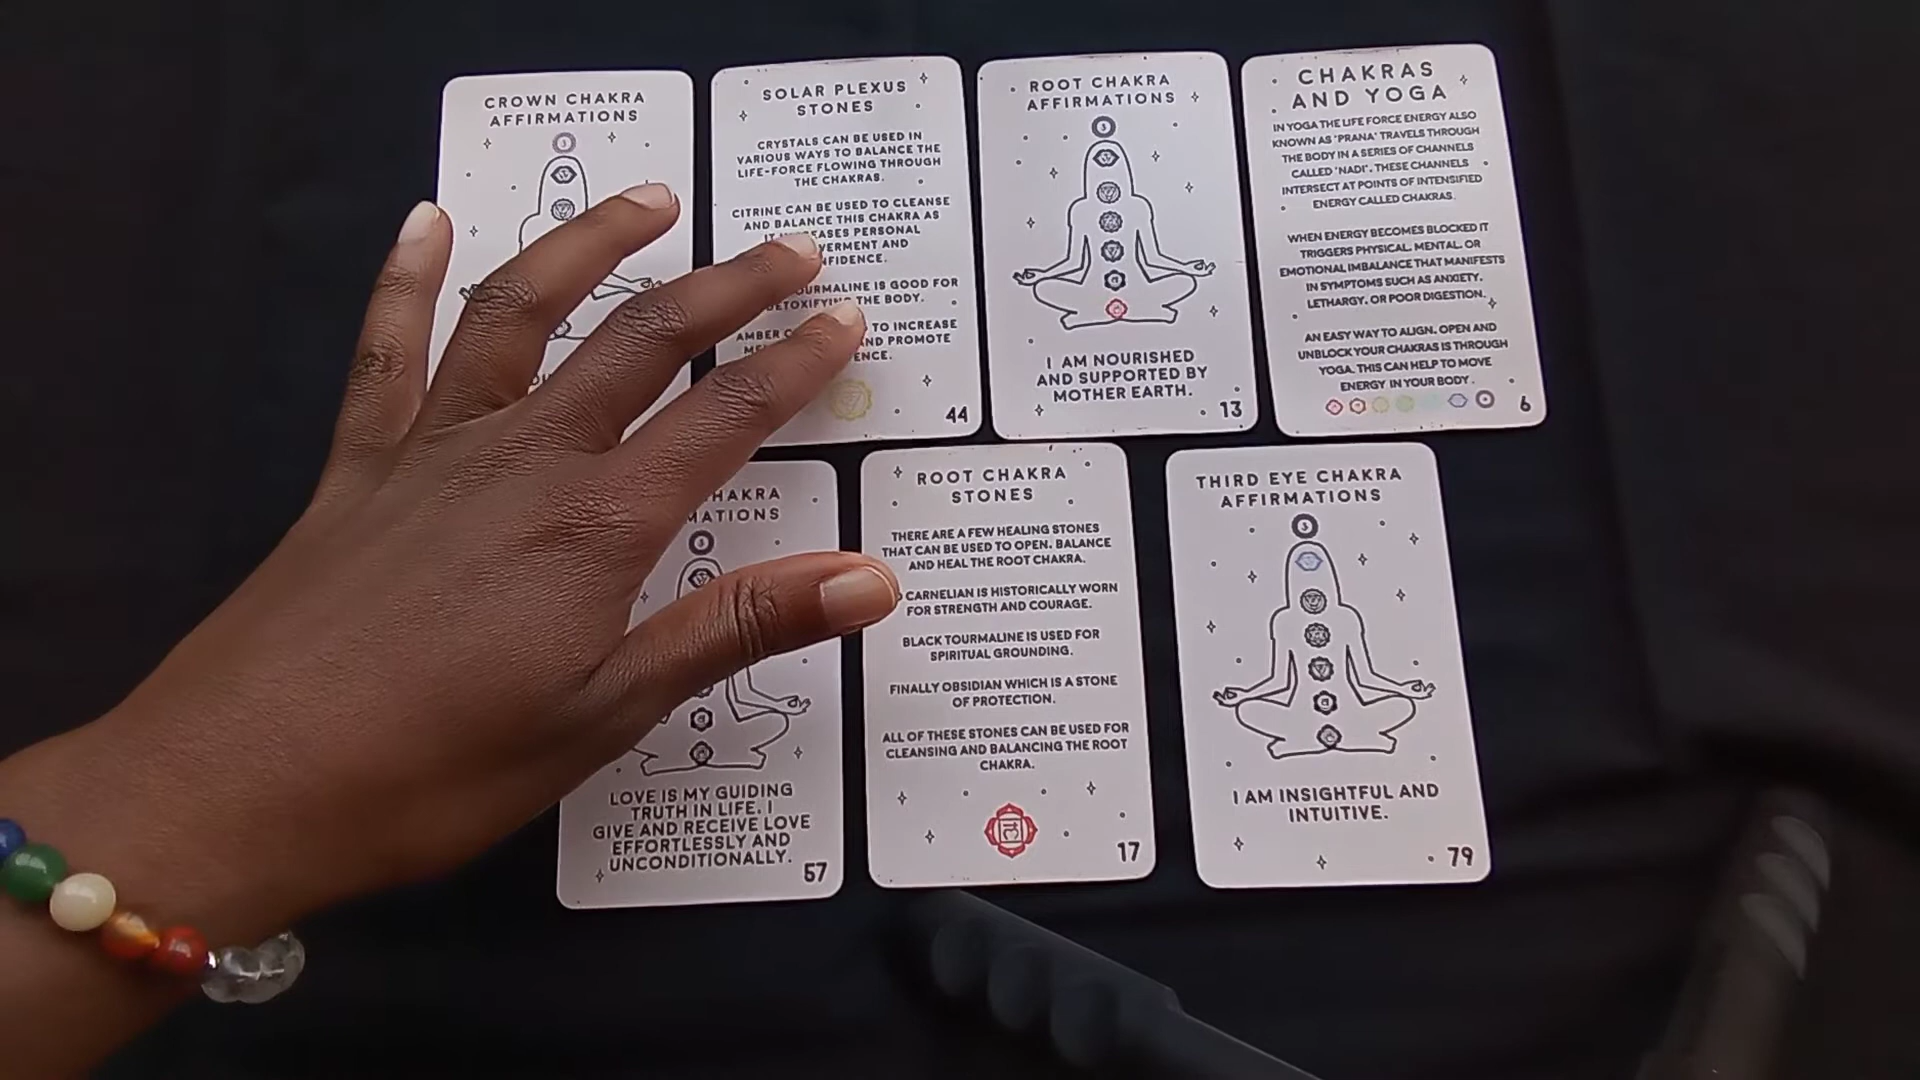 CROWN CHAKRA
AFFIRMATIONS
SOLAR PLEXUS
STONES
CRYSTALS CAN BE USED IN
VARIOUS WAYS TO BALANCE THE
LIFE-FORCE FLOWING THROUGH
THE CHAKRAS.
CITRINE CAN BE USED TO CLEANSE
AND BALANCE THIS CHAKRA AS
PERSONAL
AND
IS GOOD FOR
THE BODY.
AMBER
TO INCREASE
PROMOTE
44
ROOT CHAKRA
AFFIRMATIONS
I AM NOURISHED
AND SUPPORTED BY
MOTHER EARTH.
13
CHAKRAS
AND YOGA
IN YOGA THE LIFE FORCE ENERGY ALSO
KNOWN AS 'PRANA' TRAVELS THROUGH
THE BODY IN A SERIES OF CHANNELS
CALLED 'NADI'. THESE CHANNELS
INTERSECT AT POINTS OF INTENSIFIED
ENERGY CALLED CHAKRAS.
WHEN ENERGY BECOMES BLOCKED IT
TRIGGERS PHYSICAL, MENTAL, OR
EMOTIONAL IMBALANCE THAT MANIFESTS
IN SYMPTOMS SUCH AS ANXIETY,
LETHARGY, OR POOR DIGESTION.
AN EASY WAY TO ALIGN, OPEN AND
UNBLOCK YOUR CHAKRAS IS THROUGH
YOGA. THIS CAN HELP TO MOVE
ENERGY IN YOUR BODY.
6
LOVE IS MY GUIDING
TRUTH IN LIFE. I
GIVE AND RECEIVE LOVE
EFFORTLESSLY AND
UNCONDITIONALLY.
57
ROOT CHAKRA
STONES
THERE ARE A FEW HEALING STONES
THAT CAN BE USED TO OPEN, BALANCE
AND HEAL THE ROOT CHAKRA.
CARNELIAN IS HISTORICALLY WORN
FOR STRENGTH AND COURAGE.
BLACK TOURMALINE IS USED FOR
SPIRITUAL GROUNDING.
FINALLY OBSIDIAN WHICH IS A STONE
OF PROTECTION.
ALL OF THESE STONES CAN BE USED FOR
CLEANSING AND BALANCING THE ROOT
CHAKRA.
17
THIRD EYE CHAKRA
AFFIRMATIONS
I AM INSIGHTFUL AND
INTUITIVE.
79